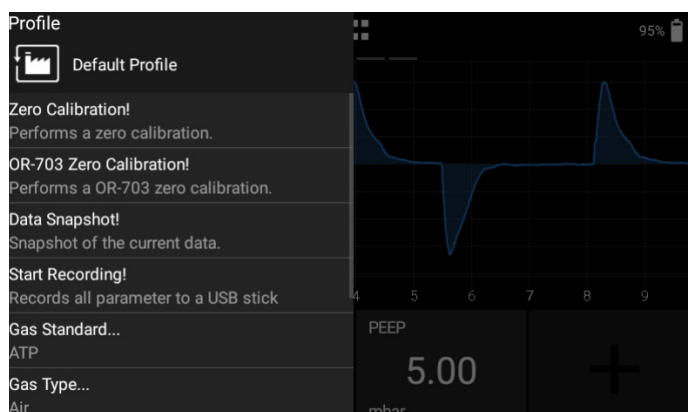 Profile
Default Profile
Zero Calibration!
Performs a zero calibration.
OR-703 Zero Calibration!
Performs a OR-703 zero calibration.
Data Snapshot!
Snapshot of the current data.
Start Recording!
Records all parameter to a USB stick
Gas Standard...
ATP
Gas Type...
Air
95%
4 5 6 7 8 9
PEEP
5.00
mbar